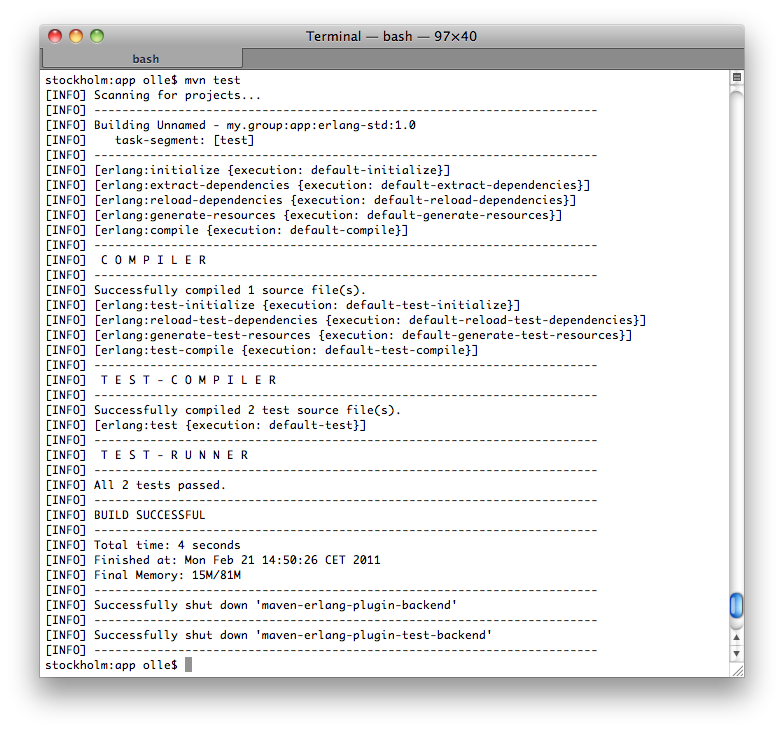 Terminal — bash — 97×40
bash
stockholm:app olle$ mvn test
[INFO] Scanning for projects...
[INFO] ------------------------------------------------------------------------
[INFO] Building Unnamed - my.group:app:erlang-std:1.0
[INFO]    task-segment: [test]
[INFO] ------------------------------------------------------------------------
[INFO] [erlang:initialize {execution: default-initialize}]
[INFO] [erlang:extract-dependencies {execution: default-extract-dependencies}]
[INFO] [erlang:reload-dependencies {execution: default-reload-dependencies}]
[INFO] [erlang:generate-resources {execution: default-generate-resources}]
[INFO] [erlang:compile {execution: default-compile}]
[INFO] ------------------------------------------------------------------------
[INFO]  C O M P I L E R
[INFO] ------------------------------------------------------------------------
[INFO] Successfully compiled 1 source file(s).
[INFO] [erlang:test-initialize {execution: default-test-initialize}]
[INFO] [erlang:reload-test-dependencies {execution: default-reload-test-dependencies}]
[INFO] [erlang:generate-test-resources {execution: default-generate-test-resources}]
[INFO] [erlang:test-compile {execution: default-test-compile}]
[INFO] ------------------------------------------------------------------------
[INFO]  T E S T - C O M P I L E R
[INFO] ------------------------------------------------------------------------
[INFO] Successfully compiled 2 test source file(s).
[INFO] [erlang:test {execution: default-test}]
[INFO] ------------------------------------------------------------------------
[INFO]  T E S T - R U N N E R
[INFO] ------------------------------------------------------------------------
[INFO] All 2 tests passed.
[INFO] ------------------------------------------------------------------------
[INFO] BUILD SUCCESSFUL
[INFO] ------------------------------------------------------------------------
[INFO] Total time: 4 seconds
[INFO] Finished at: Mon Feb 21 14:50:26 CET 2011
[INFO] Final Memory: 15M/81M
[INFO] ------------------------------------------------------------------------
[INFO] Successfully shut down 'maven-erlang-plugin-backend'
[INFO] ------------------------------------------------------------------------
[INFO] Successfully shut down 'maven-erlang-plugin-test-backend'
[INFO] ------------------------------------------------------------------------
stockholm:app olle$